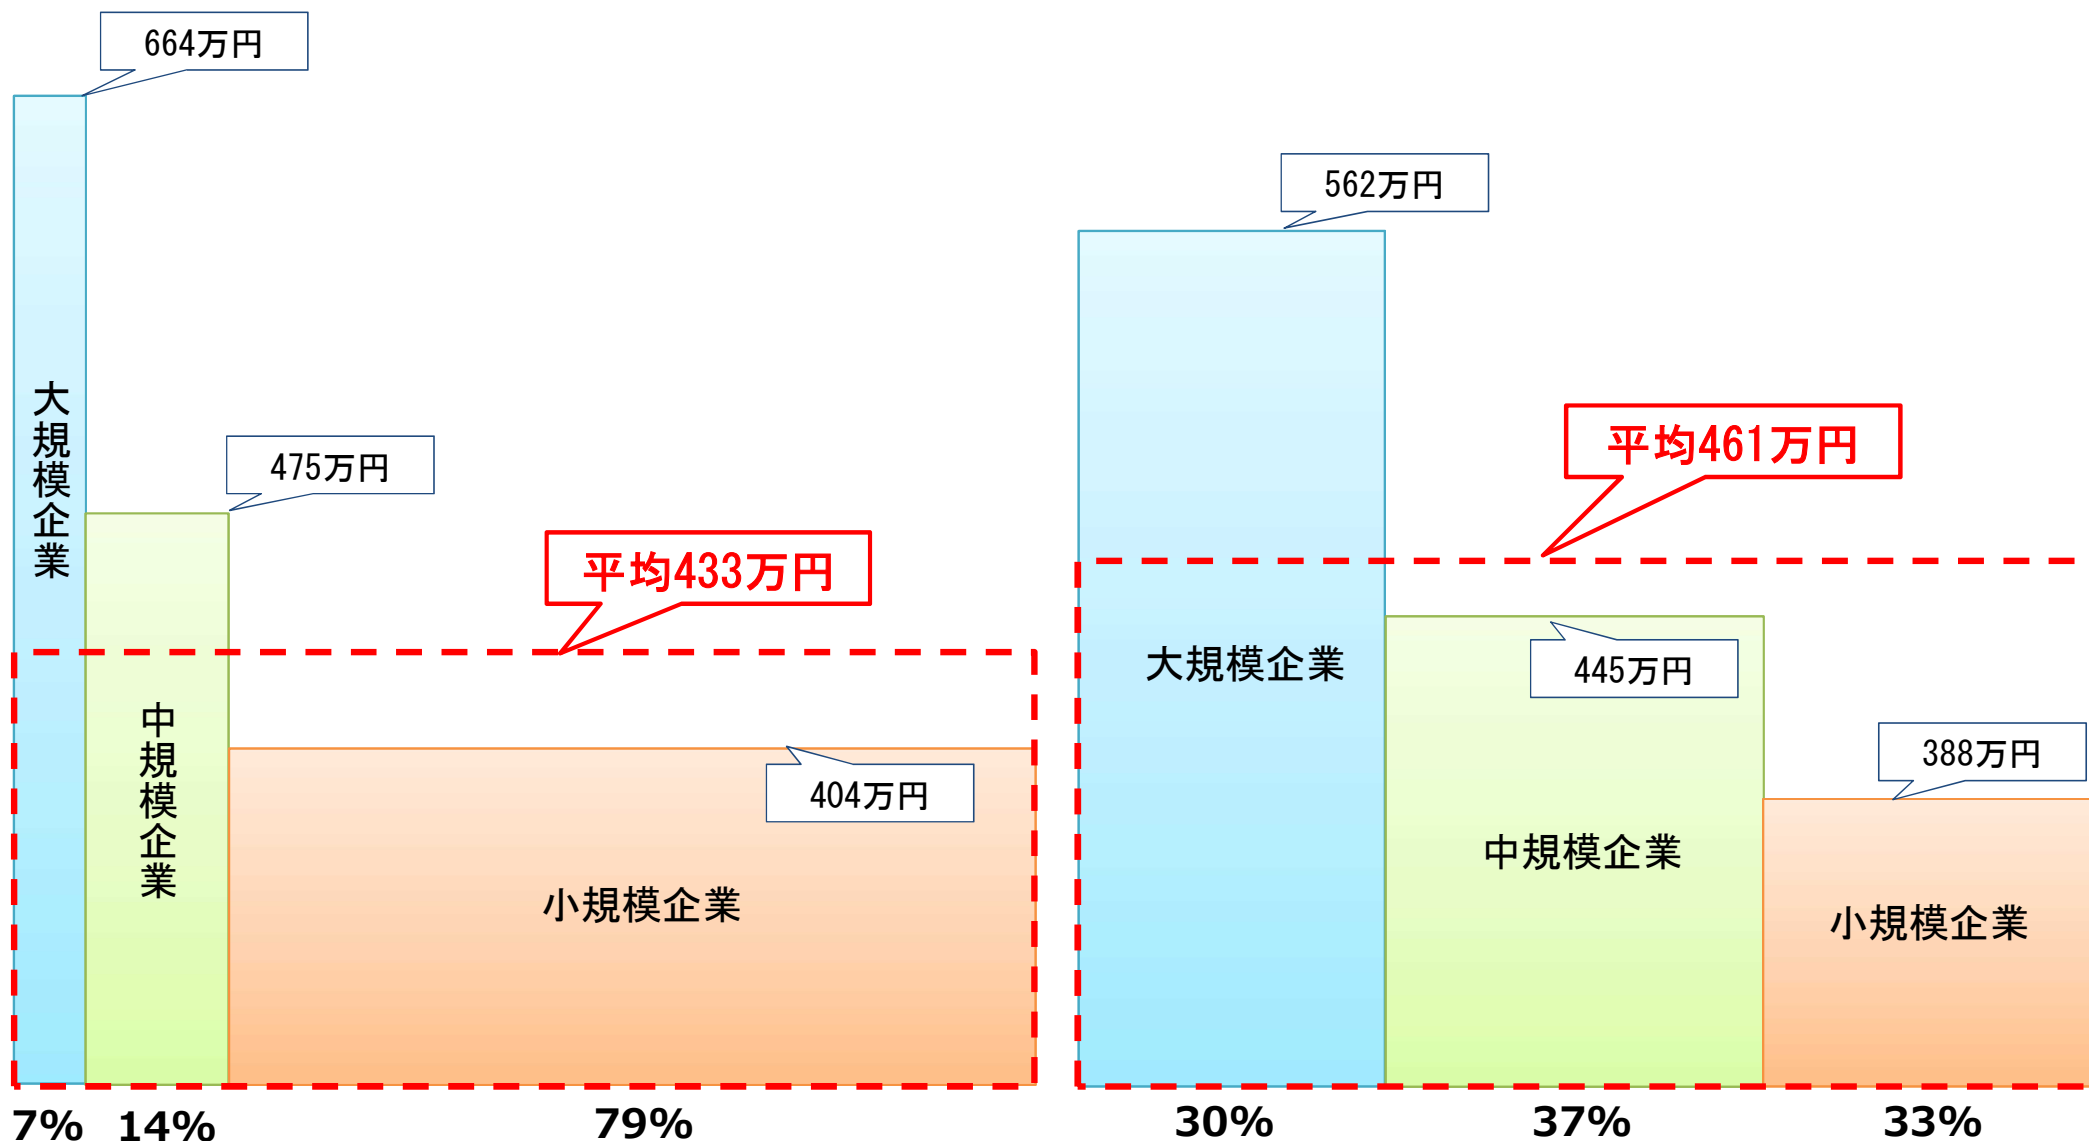 664万円
大規模企業
475万円
中規模企業
平均433万円
404万円
小規模企業
7%
14%
79%
562万円
大規模企業
平均461万円
445万円
中規模企業
388万円
小規模企業
30%
37%
33%